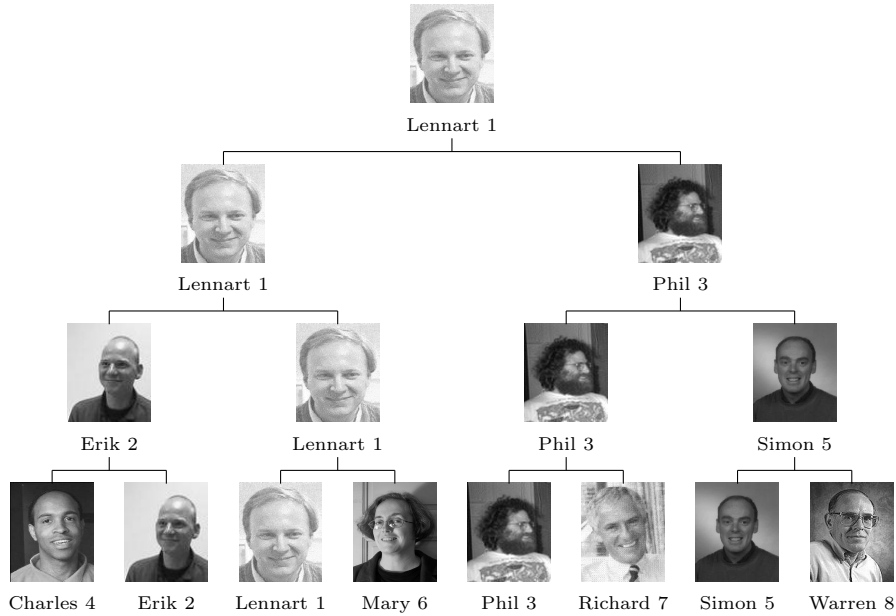 Lennart 1
Lennart 1
Phil 3
Erik 2
Lennart 1
Phil 3
Simon 5
Charles 4
Erik 2
Lennart 1
Mary 6
Phil 3
Richard 7
Simon 5
Warren 8